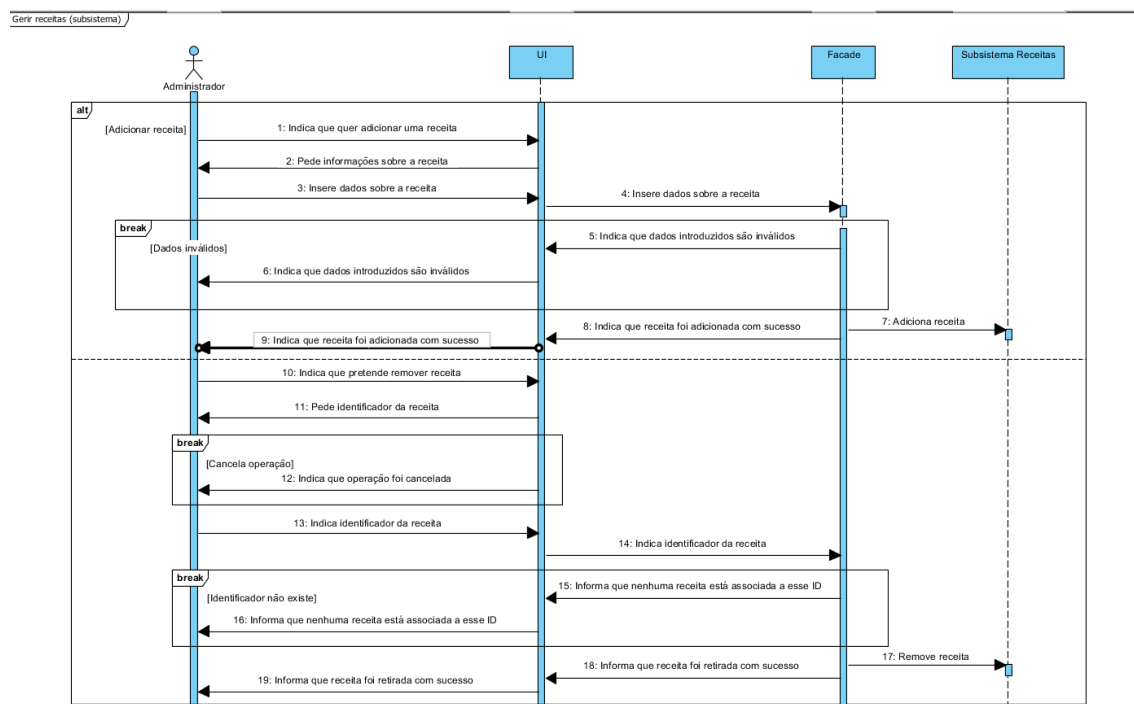 Gerir receitas (subsistema)
Administrador
UI
Facade
Subsistema Receitas
alt
[Adicionar receita]
1: Indica que quer adicionar uma receita
2: Pede informações sobre a receita
3: Insere dados sobre a receita
4: Insere dados sobre a receita
break
[Dados inválidos]
5: Indica que dados introduzidos são inválidos
6: Indica que dados introduzidos são inválidos
7: Adiciona receita
8: Indica que receita foi adicionada com sucesso
9: Indica que receita foi adicionada com sucesso
10: Indica que pretende remover receita
11: Pede identificador da receita
break
[Cancela operação]
12: Indica que operação foi cancelada
13: Indica identificador da receita
14: Indica identificador da receita
break
[Identificador não existe]
15: Informa que nenhuma receita está associada a esse ID
16: Informa que nenhuma receita está associada a esse ID
17: Remove receita
18: Informa que receita foi retirada com sucesso
19: Informa que receita foi retirada com sucesso